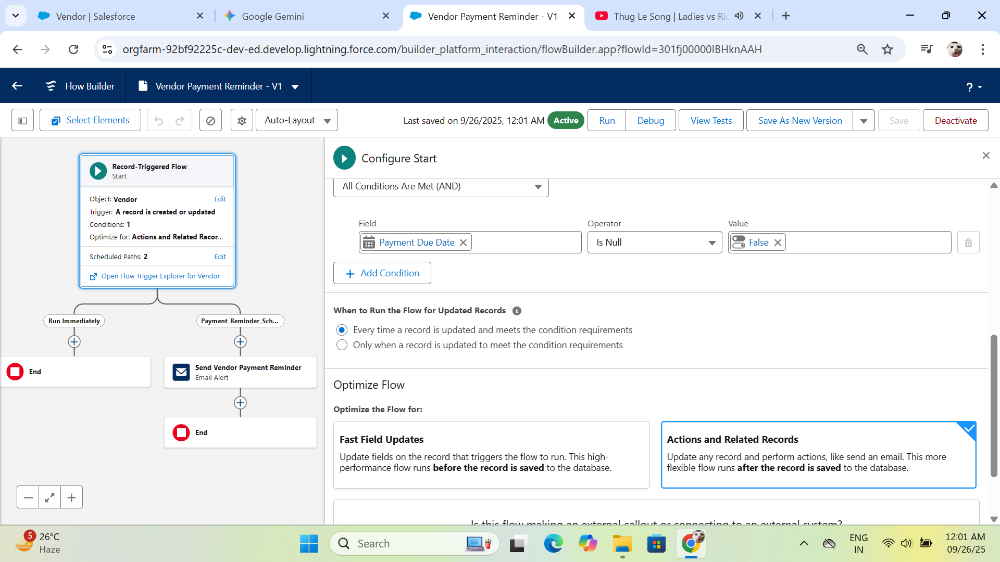 Vendor | Salesforce
Google Gemini
Vendor Payment Reminder - V1
Thug Le Song | Ladies vs Ric
orgfarm-92bf92225c-dev-ed.develop.lightning.force.com/builder_platform_interaction/flowBuilder.app?flowId=301fj00000IBHknAAH
Flow Builder
Vendor Payment Reminder - V1
?
Select Elements
Auto-Layout
Last saved on 9/26/2025, 12:01 AM
Active
Run
Debug
View Tests
Save As New Version
Save
Deactivate
Record-Triggered Flow
Start
Object: Vendor
Edit
Trigger: A record is created or updated
Conditions: 1
Optimize for: Actions and Related Recor...
Scheduled Paths: 2
Edit
Open Flow Trigger Explorer for Vendor
Run Immediately
Payment_Reminder_Sch...
End
Send Vendor Payment Reminder
Email Alert
End
Configure Start
All Conditions Are Met (AND)
Field
Operator
Value
Payment Due Date
Is Null
False
Add Condition
When to Run the Flow for Updated Records
Every time a record is updated and meets the condition requirements
Only when a record is updated to meet the condition requirements
Optimize Flow
Optimize the Flow for:
Fast Field Updates
Update fields on the record that triggers the flow to run. This high-
performance flow runs before the record is saved to the database.
Actions and Related Records
Update any record and perform actions, like send an email. This more
flexible flow runs after the record is saved to the database.
Is this flow making an external callout or connecting to an external system?
5
26°C
Haze
Search
ENG
IN
12:01 AM
09/26/25